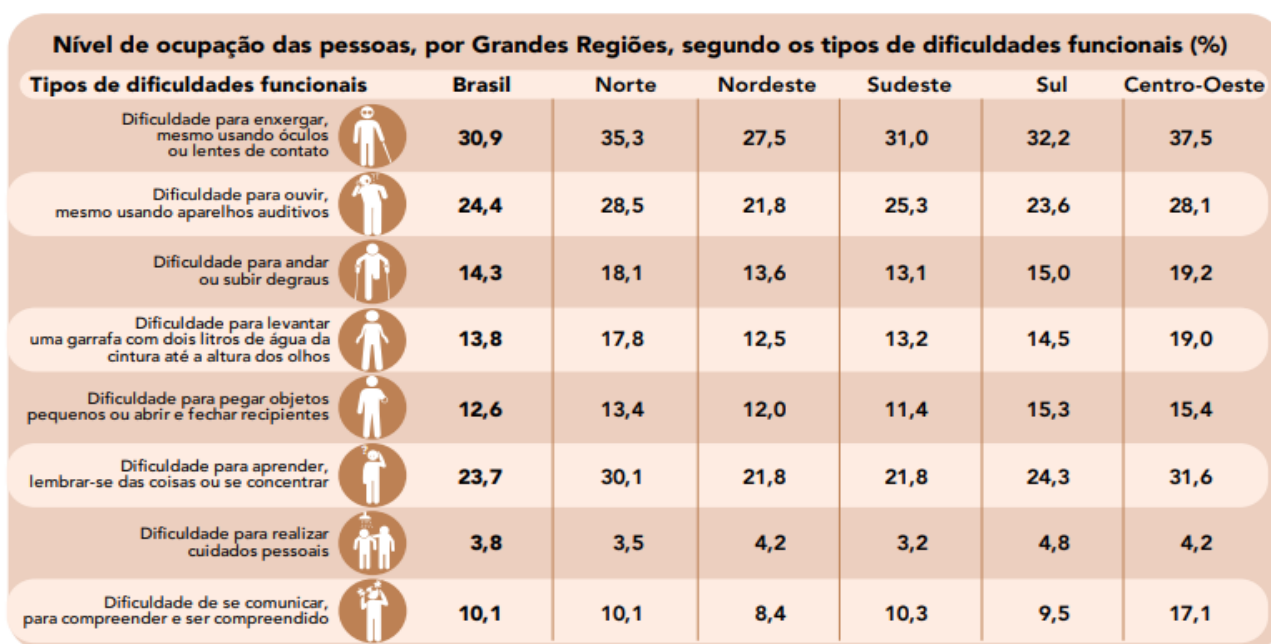 Nível de ocupação das pessoas, por Grandes Regiões, segundo os tipos de dificuldades funcionais (%)
Tipos de dificuldades funcionais Brasil Norte Nordeste Sudeste Sul Centro-Oeste
Dificuldade para enxergar,
mesmo usando óculos
ou lentes de contato
30,9 35,3 27,5 31,0 32,2 37,5
Dificuldade para ouvir,
mesmo usando aparelhos auditivos
24,4 28,5 21,8 25,3 23,6 28,1
Dificuldade para andar
ou subir degraus
14,3 18,1 13,6 13,1 15,0 19,2
Dificuldade para levantar
uma garrafa com dois litros de água da
cintura até a altura dos olhos
13,8 17,8 12,5 13,2 14,5 19,0
Dificuldade para pegar objetos
pequenos ou abrir e fechar recipientes
12,6 13,4 12,0 11,4 15,3 15,4
Dificuldade para aprender,
lembrar-se das coisas ou se concentrar
23,7 30,1 21,8 21,8 24,3 31,6
Dificuldade para realizar
cuidados pessoais
3,8 3,5 4,2 3,2 4,8 4,2
Dificuldade de se comunicar,
para compreender e ser compreendido
10,1 10,1 8,4 10,3 9,5 17,1